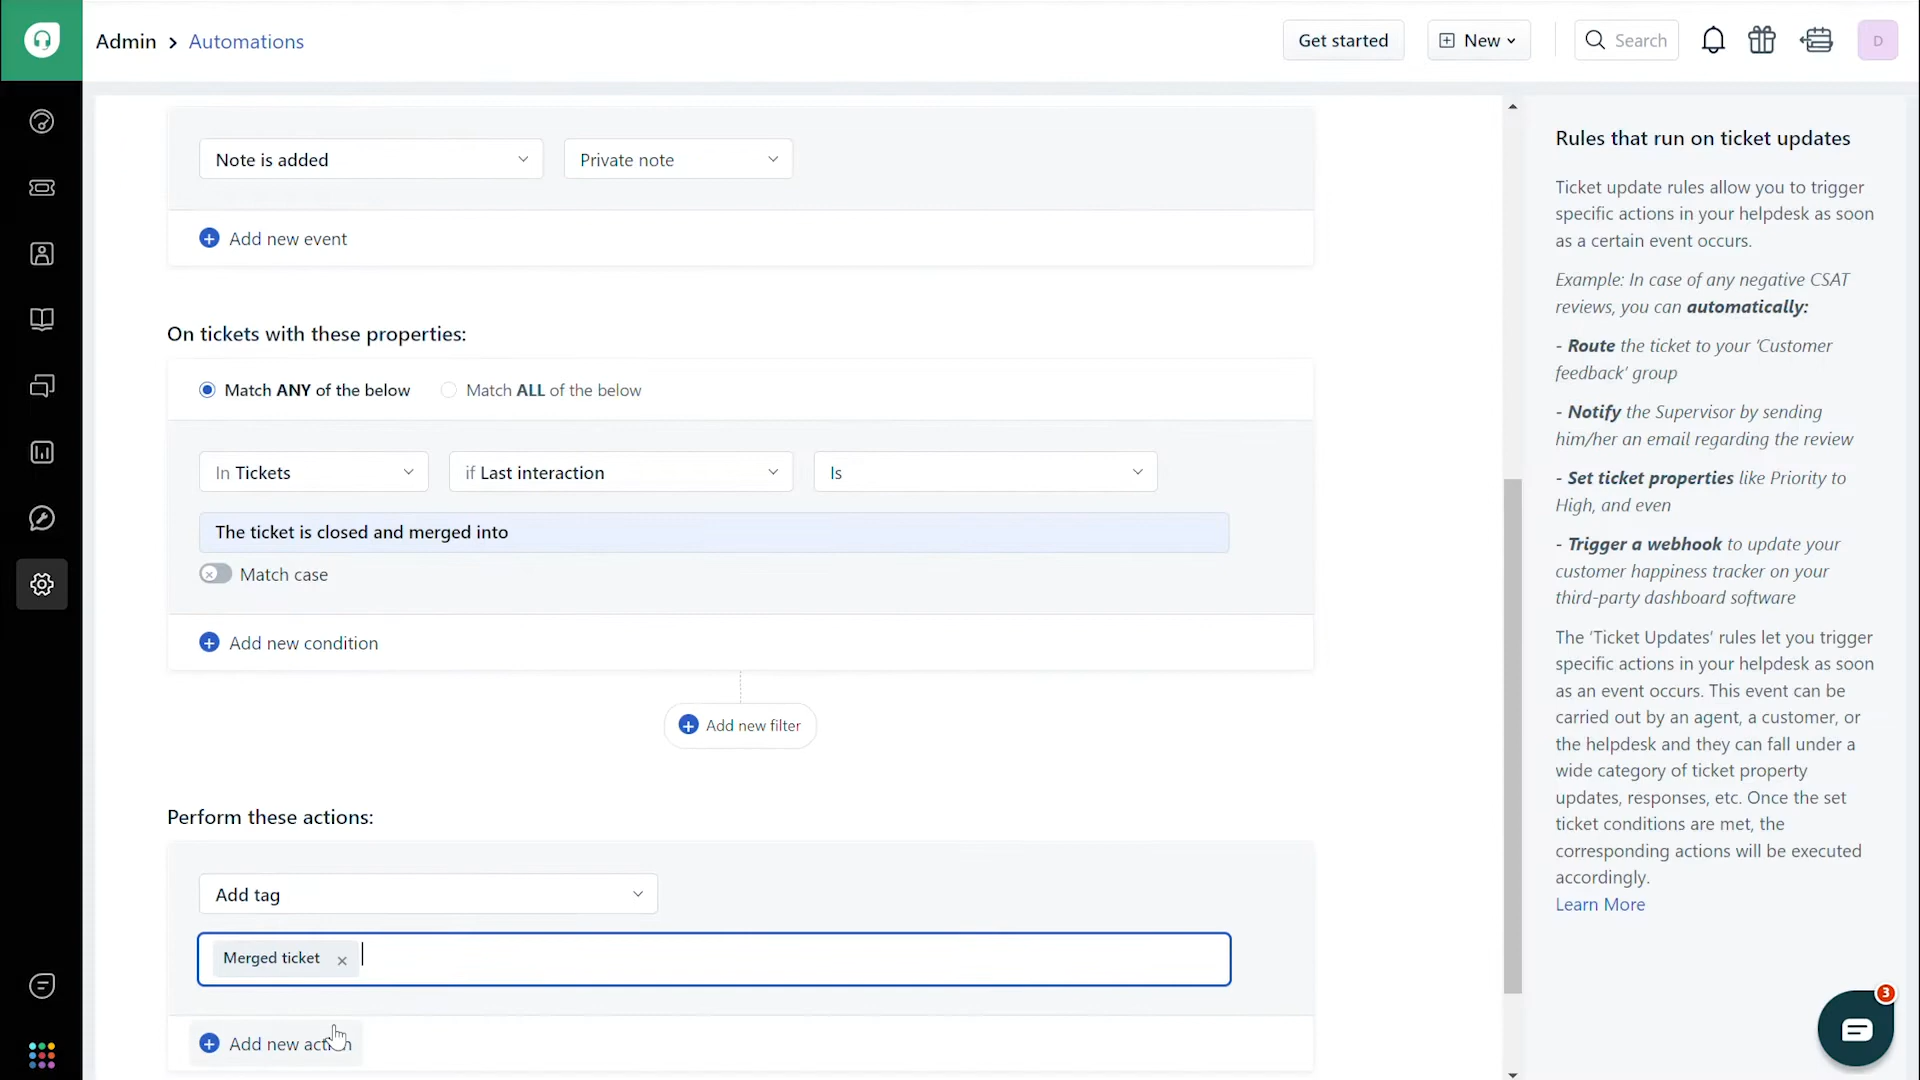 Admin > Automations
Get started
New
Search
D
Note is added
Private note
Add new event
On tickets with these properties:
Match ANY of the below
Match ALL of the below
In Tickets
if Last interaction
Is
The ticket is closed and merged into
Match case
Add new condition
Add new filter
Perform these actions:
Add tag
Merged ticket ×
Add new action
Rules that run on ticket updates
Ticket update rules allow you to trigger
specific actions in your helpdesk as soon
as a certain event occurs.
Example: In case of any negative CSAT
reviews, you can automatically:
- Route the ticket to your ‘Customer
feedback’ group
- Notify the Supervisor by sending
him/her an email regarding the review
- Set ticket properties like Priority to
High, and even
- Trigger a webhook to update your
customer happiness tracker on your
third-party dashboard software
The ‘Ticket Updates’ rules let you trigger
specific actions in your helpdesk as soon
as an event occurs. This event can be
carried out by an agent, a customer, or
the helpdesk and they can fall under a
wide category of ticket property
updates, responses, etc. Once the set
ticket conditions are met, the
corresponding actions will be executed
accordingly.
Learn More
3